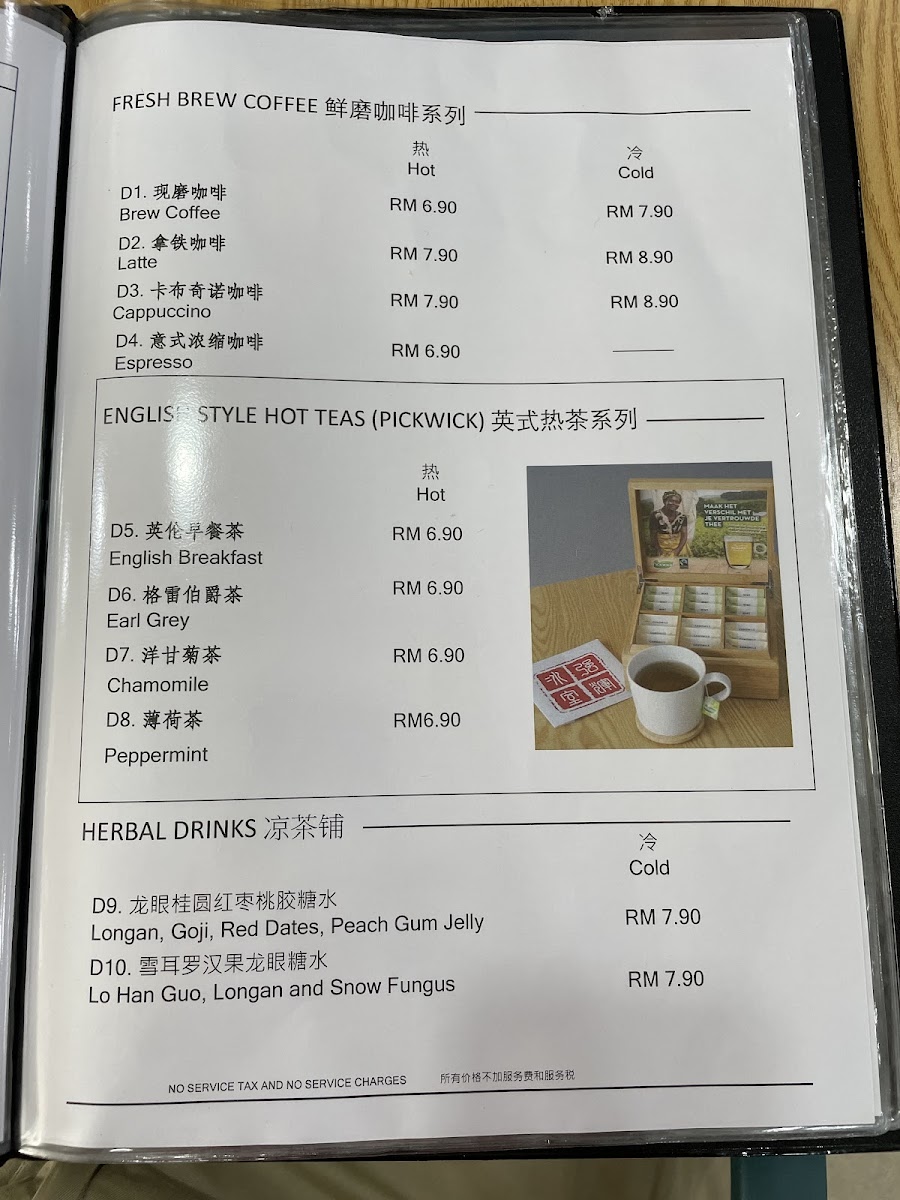 FRESH BREW COFFEE 鲜磨咖啡系列
热 冷
Hot Cold
D1. 现磨咖啡
Brew Coffee RM 6.90 RM 7.90
D2. 拿铁咖啡
Latte RM 7.90 RM 8.90
D3. 卡布奇诺咖啡
Cappuccino RM 7.90 RM 8.90
D4. 意式浓缩咖啡
Espresso RM 6.90
ENGLISH STYLE HOT TEAS (PICKWICK) 英式热茶系列
热
Hot
D5. 英伦早餐茶 RM 6.90
English Breakfast
D6. 格雷伯爵茶 RM 6.90
Earl Grey
D7. 洋甘菊茶 RM 6.90
Chamomile
D8. 薄荷茶 RM6.90
Peppermint
MAAK HET
VERSCHIL MET
JE VERTROUWDE
THEE
HERBAL DRINKS 凉茶铺
冷
Cold
D9. 龙眼桂圆红枣桃胶糖水
Longan, Goji, Red Dates, Peach Gum Jelly RM 7.90
D10. 雪耳罗汉果龙眼糖水
Lo Han Guo, Longan and Snow Fungus RM 7.90
NO SERVICE TAX AND NO SERVICE CHARGES 所有价格不加服务费和服务税